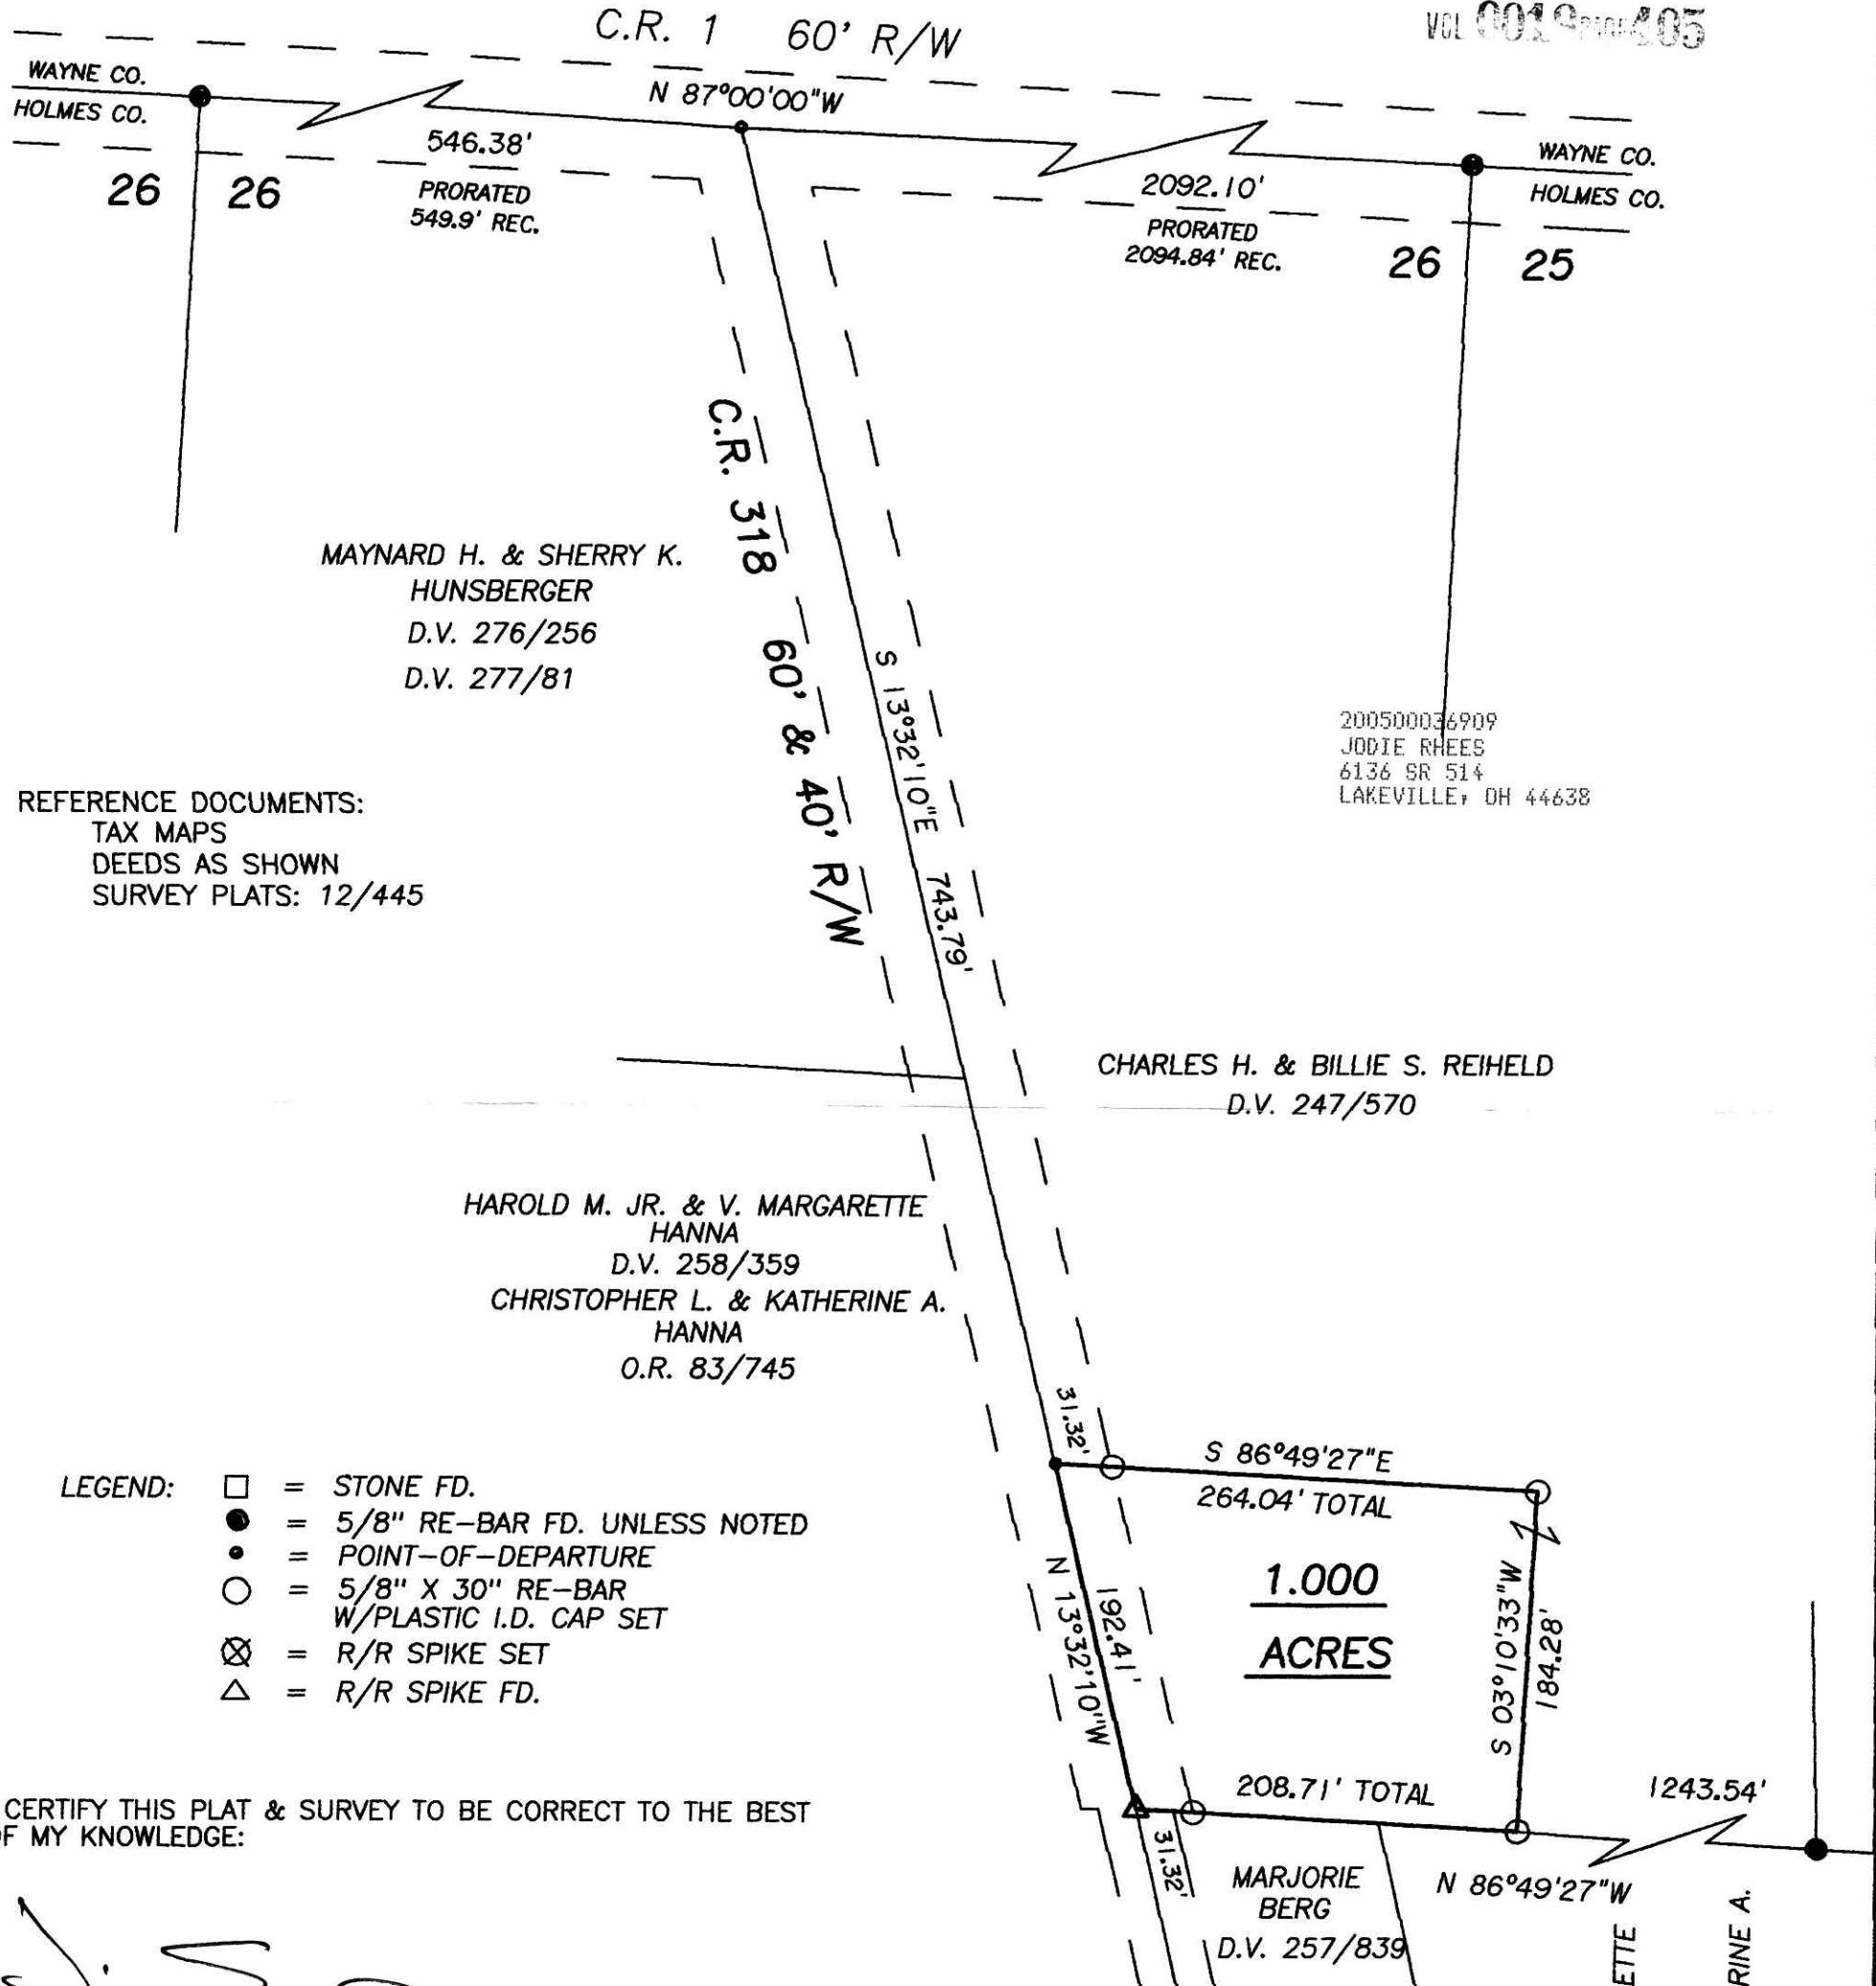 C.R. 1 60' R/W
VOL 0019 PAGE 405
WAYNE CO.
HOLMES CO.
N 87°00'00"W
546.38'
PRORATED
549.9' REC.
26 26
2092.10'
PRORATED
2094.84' REC.
WAYNE CO.
HOLMES CO.
26 25
C.R. 318 60' & 40' R/W
S 13°32'10"E 743.79'
MAYNARD H. & SHERRY K.
HUNSBERGER
D.V. 276/256
D.V. 277/81
200500036909
JODIE RHEES
6136 SR 514
LAKEVILLE, OH 44638
REFERENCE DOCUMENTS:
TAX MAPS
DEEDS AS SHOWN
SURVEY PLATS: 12/445
CHARLES H. & BILLIE S. REIHELD
D.V. 247/570
HAROLD M. JR. & V. MARGARETTE
HANNA
D.V. 258/359
CHRISTOPHER L. & KATHERINE A.
HANNA
O.R. 83/745
31.32'
S 86°49'27"E
264.04' TOTAL
1.000
ACRES
N 13°32'10"W
192.41'
S 03°10'33"W
184.28'
208.71' TOTAL
1243.54'
31.32'
N 86°49'27"W
MARJORIE
BERG
D.V. 257/839
ETTE
RINE A.
LEGEND:
= STONE FD.
= 5/8" RE-BAR FD. UNLESS NOTED
= POINT-OF-DEPARTURE
= 5/8" X 30" RE-BAR
W/PLASTIC I.D. CAP SET
= R/R SPIKE SET
= R/R SPIKE FD.
CERTIFY THIS PLAT & SURVEY TO BE CORRECT TO THE BEST
OF MY KNOWLEDGE: